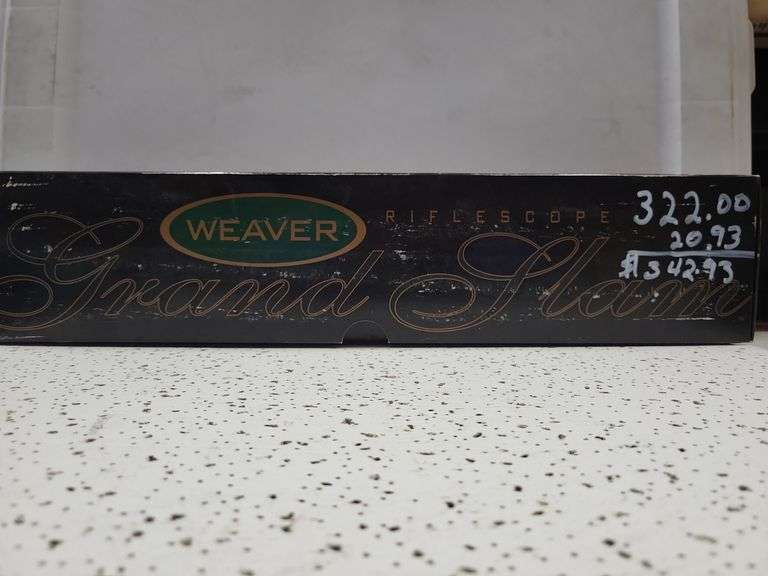 WEAVER
RIFLESCOPE
Grand Slam
322.00
20.93
$342.93